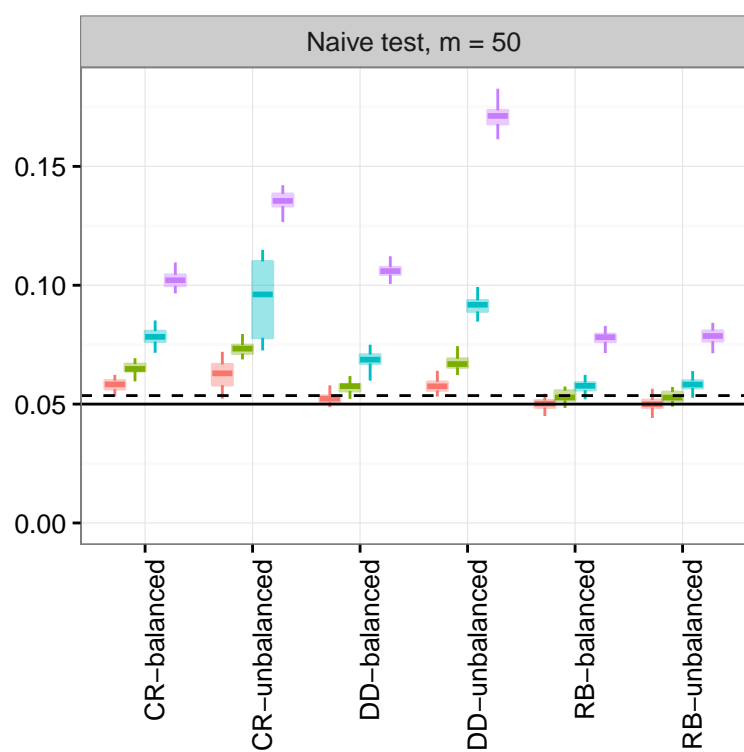 Naive test, m = 50
0.15
0.10
0.05
0.00
CR−balanced
CR−unbalanced
DD−balanced
DD−unbalanced
RB−balanced
RB−unbalanced